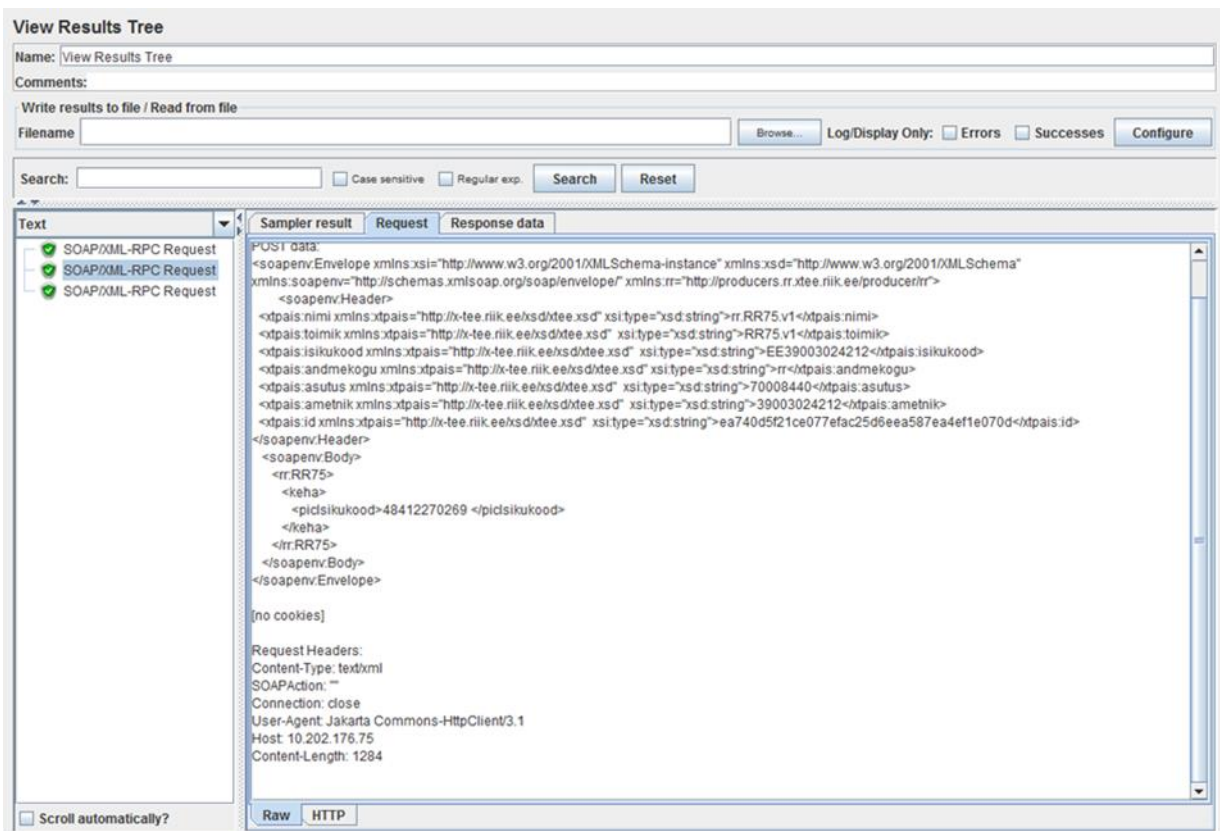 View Results Tree
Name: View Results Tree
Comments:
Write results to file / Read from file
Filename Browse... Log/Display Only: Errors Successes Configure
Search: Case sensitive Regular exp. Search Reset
Text
SOAP/XML-RPC Request
SOAP/XML-RPC Request
SOAP/XML-RPC Request
Scroll automatically?
Sampler result Request Response data
POST data:
<soapenv:Envelope xmlns:xsi="http://www.w3.org/2001/XMLSchema-instance" xmlns:xsd="http://www.w3.org/2001/XMLSchema"
xmlns:soapenv="http://schemas.xmlsoap.org/soap/envelope/" xmlns:rr="http://producers.rr.xtee.riik.ee/producer/rr">
<soapenv:Header>
<xtpais:nimi xmlns:xtpais="http://x-tee.riik.ee/xsd/xtee.xsd" xsi:type="xsd:string">rr.RR75.v1</xtpais:nimi>
<xtpais:toimik xmlns:xtpais="http://x-tee.riik.ee/xsd/xtee.xsd" xsi:type="xsd:string">RR75.v1</xtpais:toimik>
<xtpais:isikukood xmlns:xtpais="http://x-tee.riik.ee/xsd/xtee.xsd" xsi:type="xsd:string">EE39003024212</xtpais:isikukood>
<xtpais:andmekogu xmlns:xtpais="http://x-tee.riik.ee/xsd/xtee.xsd" xsi:type="xsd:string">rr</xtpais:andmekogu>
<xtpais:asutus xmlns:xtpais="http://x-tee.riik.ee/xsd/xtee.xsd" xsi:type="xsd:string">70008440</xtpais:asutus>
<xtpais:ametnik xmlns:xtpais="http://x-tee.riik.ee/xsd/xtee.xsd" xsi:type="xsd:string">39003024212</xtpais:ametnik>
<xtpais:id xmlns:xtpais="http://x-tee.riik.ee/xsd/xtee.xsd" xsi:type="xsd:string">ea740d5f21ce077efac25d6eea587ea4ef1e070d</xtpais:id>
</soapenv:Header>
<soapenv:Body>
<rr:RR75>
<keha>
<picIsikukood>48412270269 </picIsikukood>
</keha>
</rr:RR75>
</soapenv:Body>
</soapenv:Envelope>
[no cookies]
Request Headers:
Content-Type: text/xml
SOAPAction: ""
Connection: close
User-Agent: Jakarta Commons-HttpClient/3.1
Host: 10.202.176.75
Content-Length: 1284
Raw HTTP